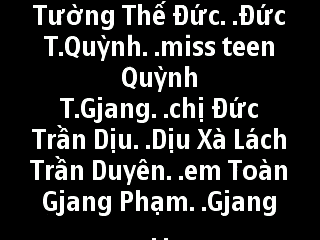 Tường Thế Đức. .Đức
T.Quỳnh. .miss teen
Quỳnh
T.Gjang. .chị Đức
Trần Dịu. .Dịu Xà Lách
Trần Duyên. .em Toàn
Gjang Phạm. .Gjang